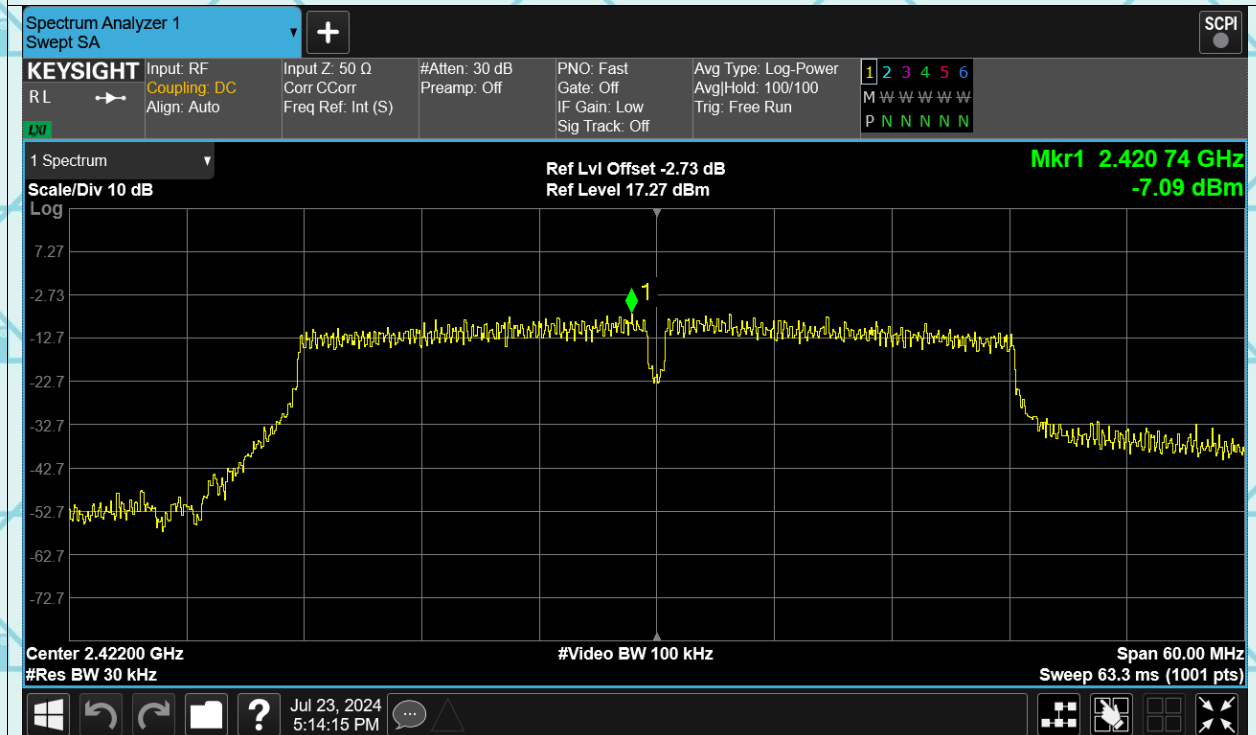 Spectrum Analyzer 1
Swept SA
+
SCPI
KEYSIGHT
RL
LXI
Input: RF
Coupling: DC
Align: Auto
Input Z: 50 Ω
Corr CCorr
Freq Ref: Int (S)
#Atten: 30 dB
Preamp: Off
PNO: Fast
Gate: Off
IF Gain: Low
Sig Track: Off
Avg Type: Log-Power
Avg|Hold: 100/100
Trig: Free Run
1 2 3 4 5 6
M W W W W W
P N N N N N
1 Spectrum
Scale/Div 10 dB
Log
Ref Lvl Offset -2.73 dB
Ref Level 17.27 dBm
Mkr1 2.420 74 GHz
-7.09 dBm
7.27
-2.73
1
-12.7
-22.7
-32.7
-42.7
-52.7
-62.7
-72.7
Center 2.42200 GHz
#Res BW 30 kHz
#Video BW 100 kHz
Span 60.00 MHz
Sweep 63.3 ms (1001 pts)
?
Jul 23, 2024
5:14:15 PM